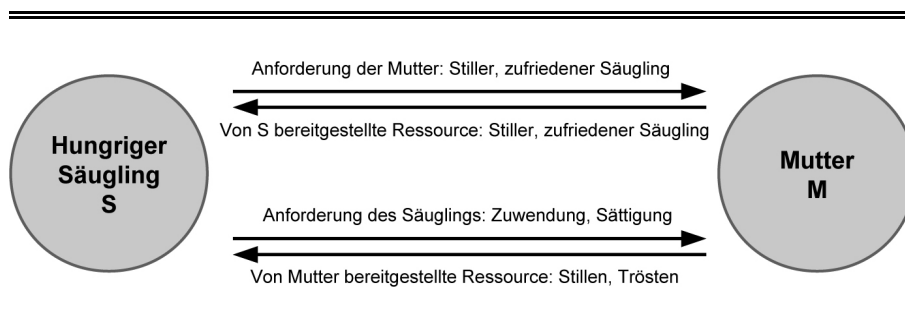 Anforderung der Mutter: Stiller, zufriedener Säugling
Von S bereitgestellte Ressource: Stiller, zufriedener Säugling
Hungriger
Säugling
S
Mutter
M
Anforderung des Säuglings: Zuwendung, Sättigung
Von Mutter bereitgestellte Ressource: Stillen, Trösten